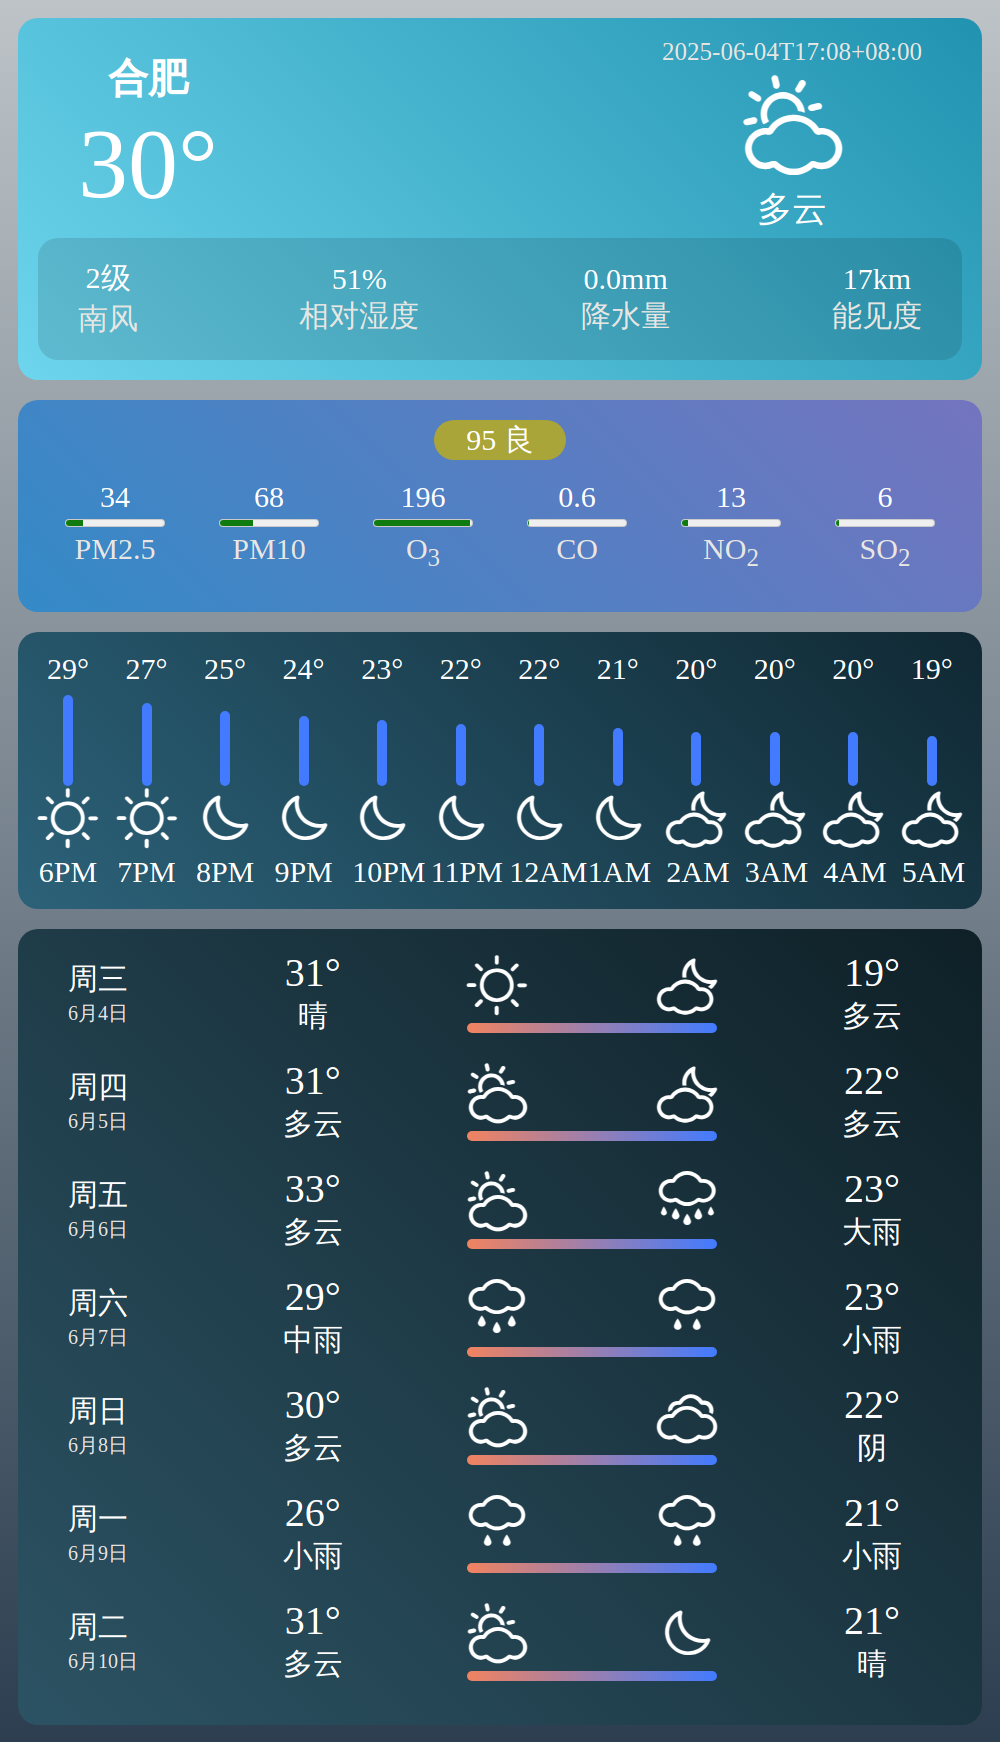 合肥
30°
2025-06-04T17:08+08:00
多云
2级 51% 0.0mm 17km
南风 相对湿度 降水量 能见度
95 良
34 68 196 0.6 13 6
PM2.5 PM10 O3 CO NO2 SO2
29° 27° 25° 24° 23° 22° 22° 21° 20° 20° 20° 19°
6PM 7PM 8PM 9PM 10PM 11PM 12AM 1AM 2AM 3AM 4AM 5AM
周三 31° 19°
6月4日 晴 多云
周四 31° 22°
6月5日 多云 多云
周五 33° 23°
6月6日 多云 大雨
周六 29° 23°
6月7日 中雨 小雨
周日 30° 22°
6月8日 多云 阴
周一 26° 21°
6月9日 小雨 小雨
周二 31° 21°
6月10日 多云 晴